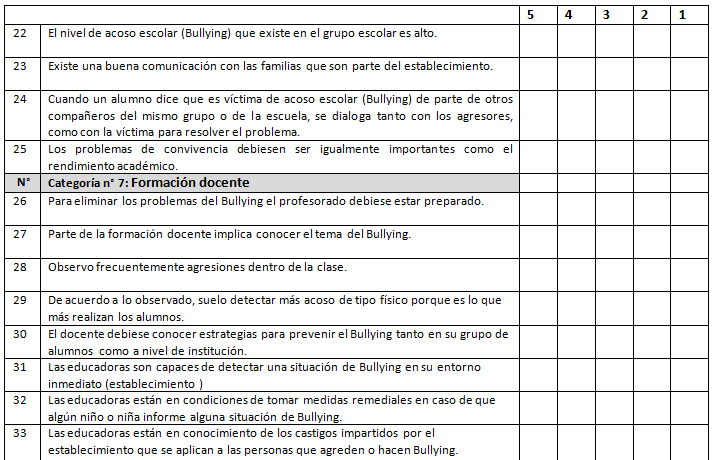 5 4 3 2 1
22 El nivel de acoso escolar (Bullying) que existe en el grupo escolar es alto.
23 Existe una buena comunicación con las familias que son parte del establecimiento.
24 Cuando un alumno dice que es víctima de acoso escolar (Bullying) de parte de otros
compañeros del mismo grupo o de la escuela, se dialoga tanto con los agresores,
como con la víctima para resolver el problema.
25 Los problemas de convivencia debiesen ser igualmente importantes como el
rendimiento académico.
N° Categoría n° 7: Formación docente
26 Para eliminar los problemas del Bullying el profesorado debiese estar preparado.
27 Parte de la formación docente implica conocer el tema del Bullying.
28 Observo frecuentemente agresiones dentro de la clase.
29 De acuerdo a lo observado, suelo detectar más acoso de tipo físico porque es lo que
más realizan los alumnos.
30 El docente debiese conocer estrategias para prevenir el Bullying tanto en su grupo de
alumnos como a nivel de institución.
31 Las educadoras son capaces de detectar una situación de Bullying en su entorno
inmediato (establecimiento )
32 Las educadoras están en condiciones de tomar medidas remediales en caso de que
algún niño o niña informe alguna situación de Bullying.
33 Las educadoras están en conocimiento de los castigos impartidos por el
establecimiento que se aplican a las personas que agreden o hacen Bullying.